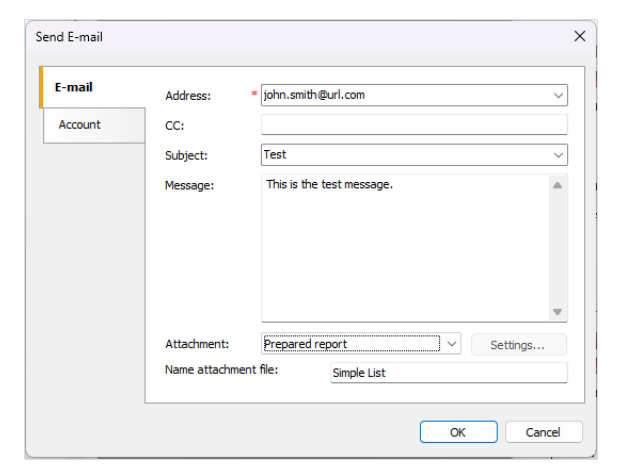 Send E-mail
E-mail
Account
Address: * john.smith@url.com
CC:
Subject: Test
Message: This is the test message.
Attachment: Prepared report Settings...
Name attachment file: Simple List
OK Cancel